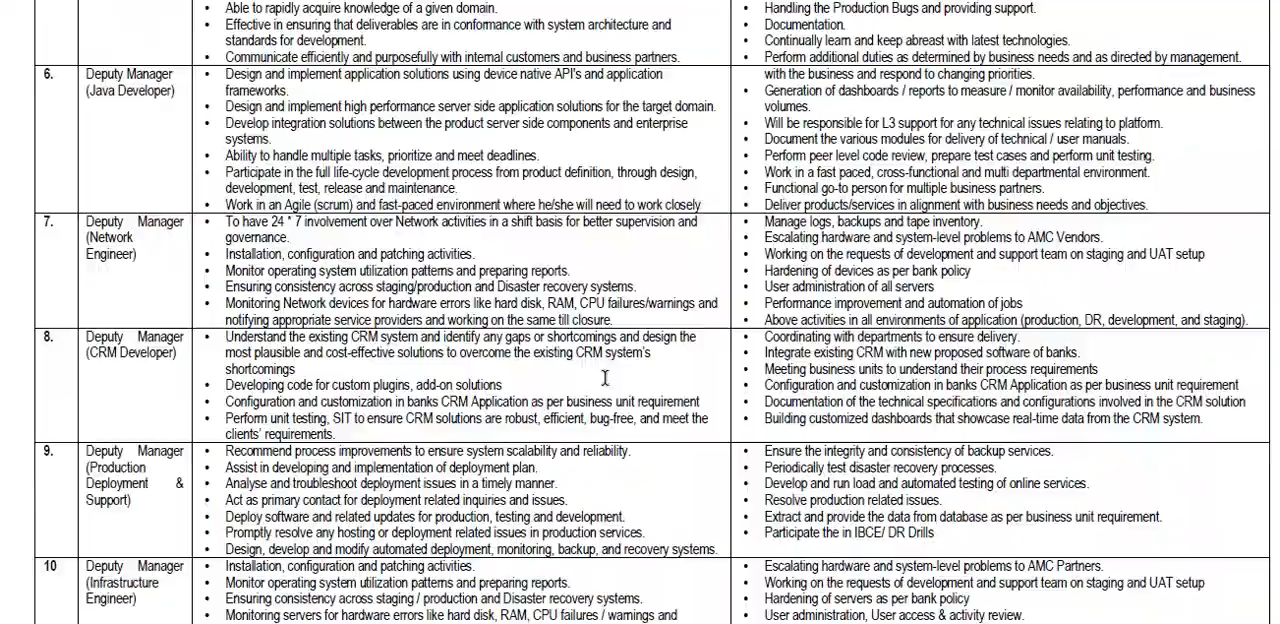 Able to rapidly acquire knowledge of a given domain.
Effective in ensuring that deliverables are in conformance with system architecture and
standards for development.
Communicate efficiently and purposefully with internal customers and business partners.
Handling the Production Bugs and providing support.
Documentation.
Continually learn and keep abreast with latest technologies.
Perform additional duties as determined by business needs and as directed by management.
6.
Deputy Manager
(Java Developer)
Design and implement application solutions using device native API's and application
frameworks.
Design and implement high performance server side application solutions for the target domain.
Develop integration solutions between the product server side components and enterprise
systems.
Ability to handle multiple tasks, prioritize and meet deadlines.
Participate in the full life-cycle development process from product definition, through design,
development, test, release and maintenance.
Work in an Agile (scrum) and fast-paced environment where he/she will need to work closely
with the business and respond to changing priorities.
Generation of dashboards / reports to measure / monitor availability, performance and business
volumes.
Will be responsible for L3 support for any technical issues relating to platform.
Document the various modules for delivery of technical / user manuals.
Perform peer level code review, prepare test cases and perform unit testing.
Work in a fast paced, cross-functional and multi departmental environment.
Functional go-to person for multiple business partners.
Deliver products/services in alignment with business needs and objectives.
7.
Deputy Manager
(Network
Engineer)
To have 24 * 7 involvement over Network activities in a shift basis for better supervision and
governance.
Installation, configuration and patching activities.
Monitor operating system utilization patterns and preparing reports.
Ensuring consistency across staging/production and Disaster recovery systems.
Monitoring Network devices for hardware errors like hard disk, RAM, CPU failures/warnings and
notifying appropriate service providers and working on the same till closure.
Manage logs, backups and tape inventory.
Escalating hardware and system-level problems to AMC Vendors.
Working on the requests of development and support team on staging and UAT setup
Hardening of devices as per bank policy
User administration of all servers
Performance improvement and automation of jobs
Above activities in all environments of application (production, DR, development, and staging).
8.
Deputy Manager
(CRM Developer)
Understand the existing CRM system and identify any gaps or shortcomings and design the
most plausible and cost-effective solutions to overcome the existing CRM system's
shortcomings
Developing code for custom plugins, add-on solutions
Configuration and customization in banks CRM Application as per business unit requirement
Perform unit testing, SIT to ensure CRM solutions are robust, efficient, bug-free, and meet the
clients' requirements.
Coordinating with departments to ensure delivery.
Integrate existing CRM with new proposed software of banks.
Meeting business units to understand their process requirements
Configuration and customization in banks CRM Application as per business unit requirement
Documentation of the technical specifications and configurations involved in the CRM solution
Building customized dashboards that showcase real-time data from the CRM system.
9.
Deputy Manager
(Production
Deployment &
Support)
Recommend process improvements to ensure system scalability and reliability.
Assist in developing and implementation of deployment plan.
Analyse and troubleshoot deployment issues in a timely manner.
Act as primary contact for deployment related inquiries and issues.
Deploy software and related updates for production, testing and development.
Promptly resolve any hosting or deployment related issues in production services.
Design, develop and modify automated deployment, monitoring, backup, and recovery systems.
Ensure the integrity and consistency of backup services.
Periodically test disaster recovery processes.
Develop and run load and automated testing of online services.
Resolve production related issues.
Extract and provide the data from database as per business unit requirement.
Participate the in IBCE/ DR Drills
10
Deputy Manager
(Infrastructure
Engineer)
Installation, configuration and patching activities.
Monitor operating system utilization patterns and preparing reports.
Ensuring consistency across staging / production and Disaster recovery systems.
Monitoring servers for hardware errors like hard disk, RAM, CPU failures / warnings and
Escalating hardware and system-level problems to AMC Partners.
Working on the requests of development and support team on staging and UAT setup
Hardening of servers as per bank policy
User administration, User access & activity review.